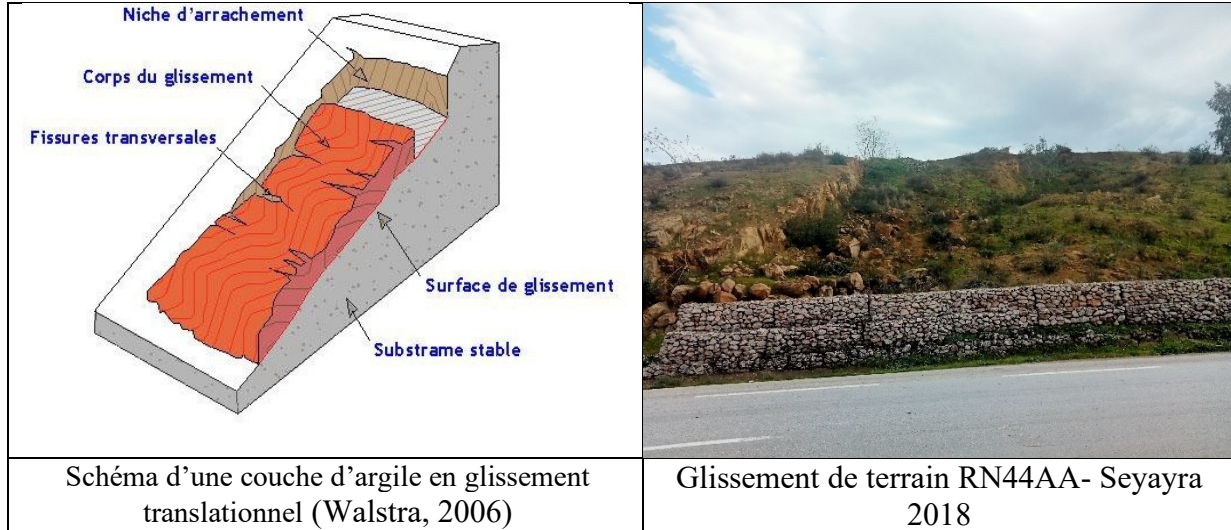 Niche d'arrachement
Corps du glissement
Fissures transversales
Surface de glissement
Substrame stable
Schéma d'une couche d'argile en glissement
translationnel (Walstra, 2006)
Glissement de terrain RN44AA- Seyayra
2018